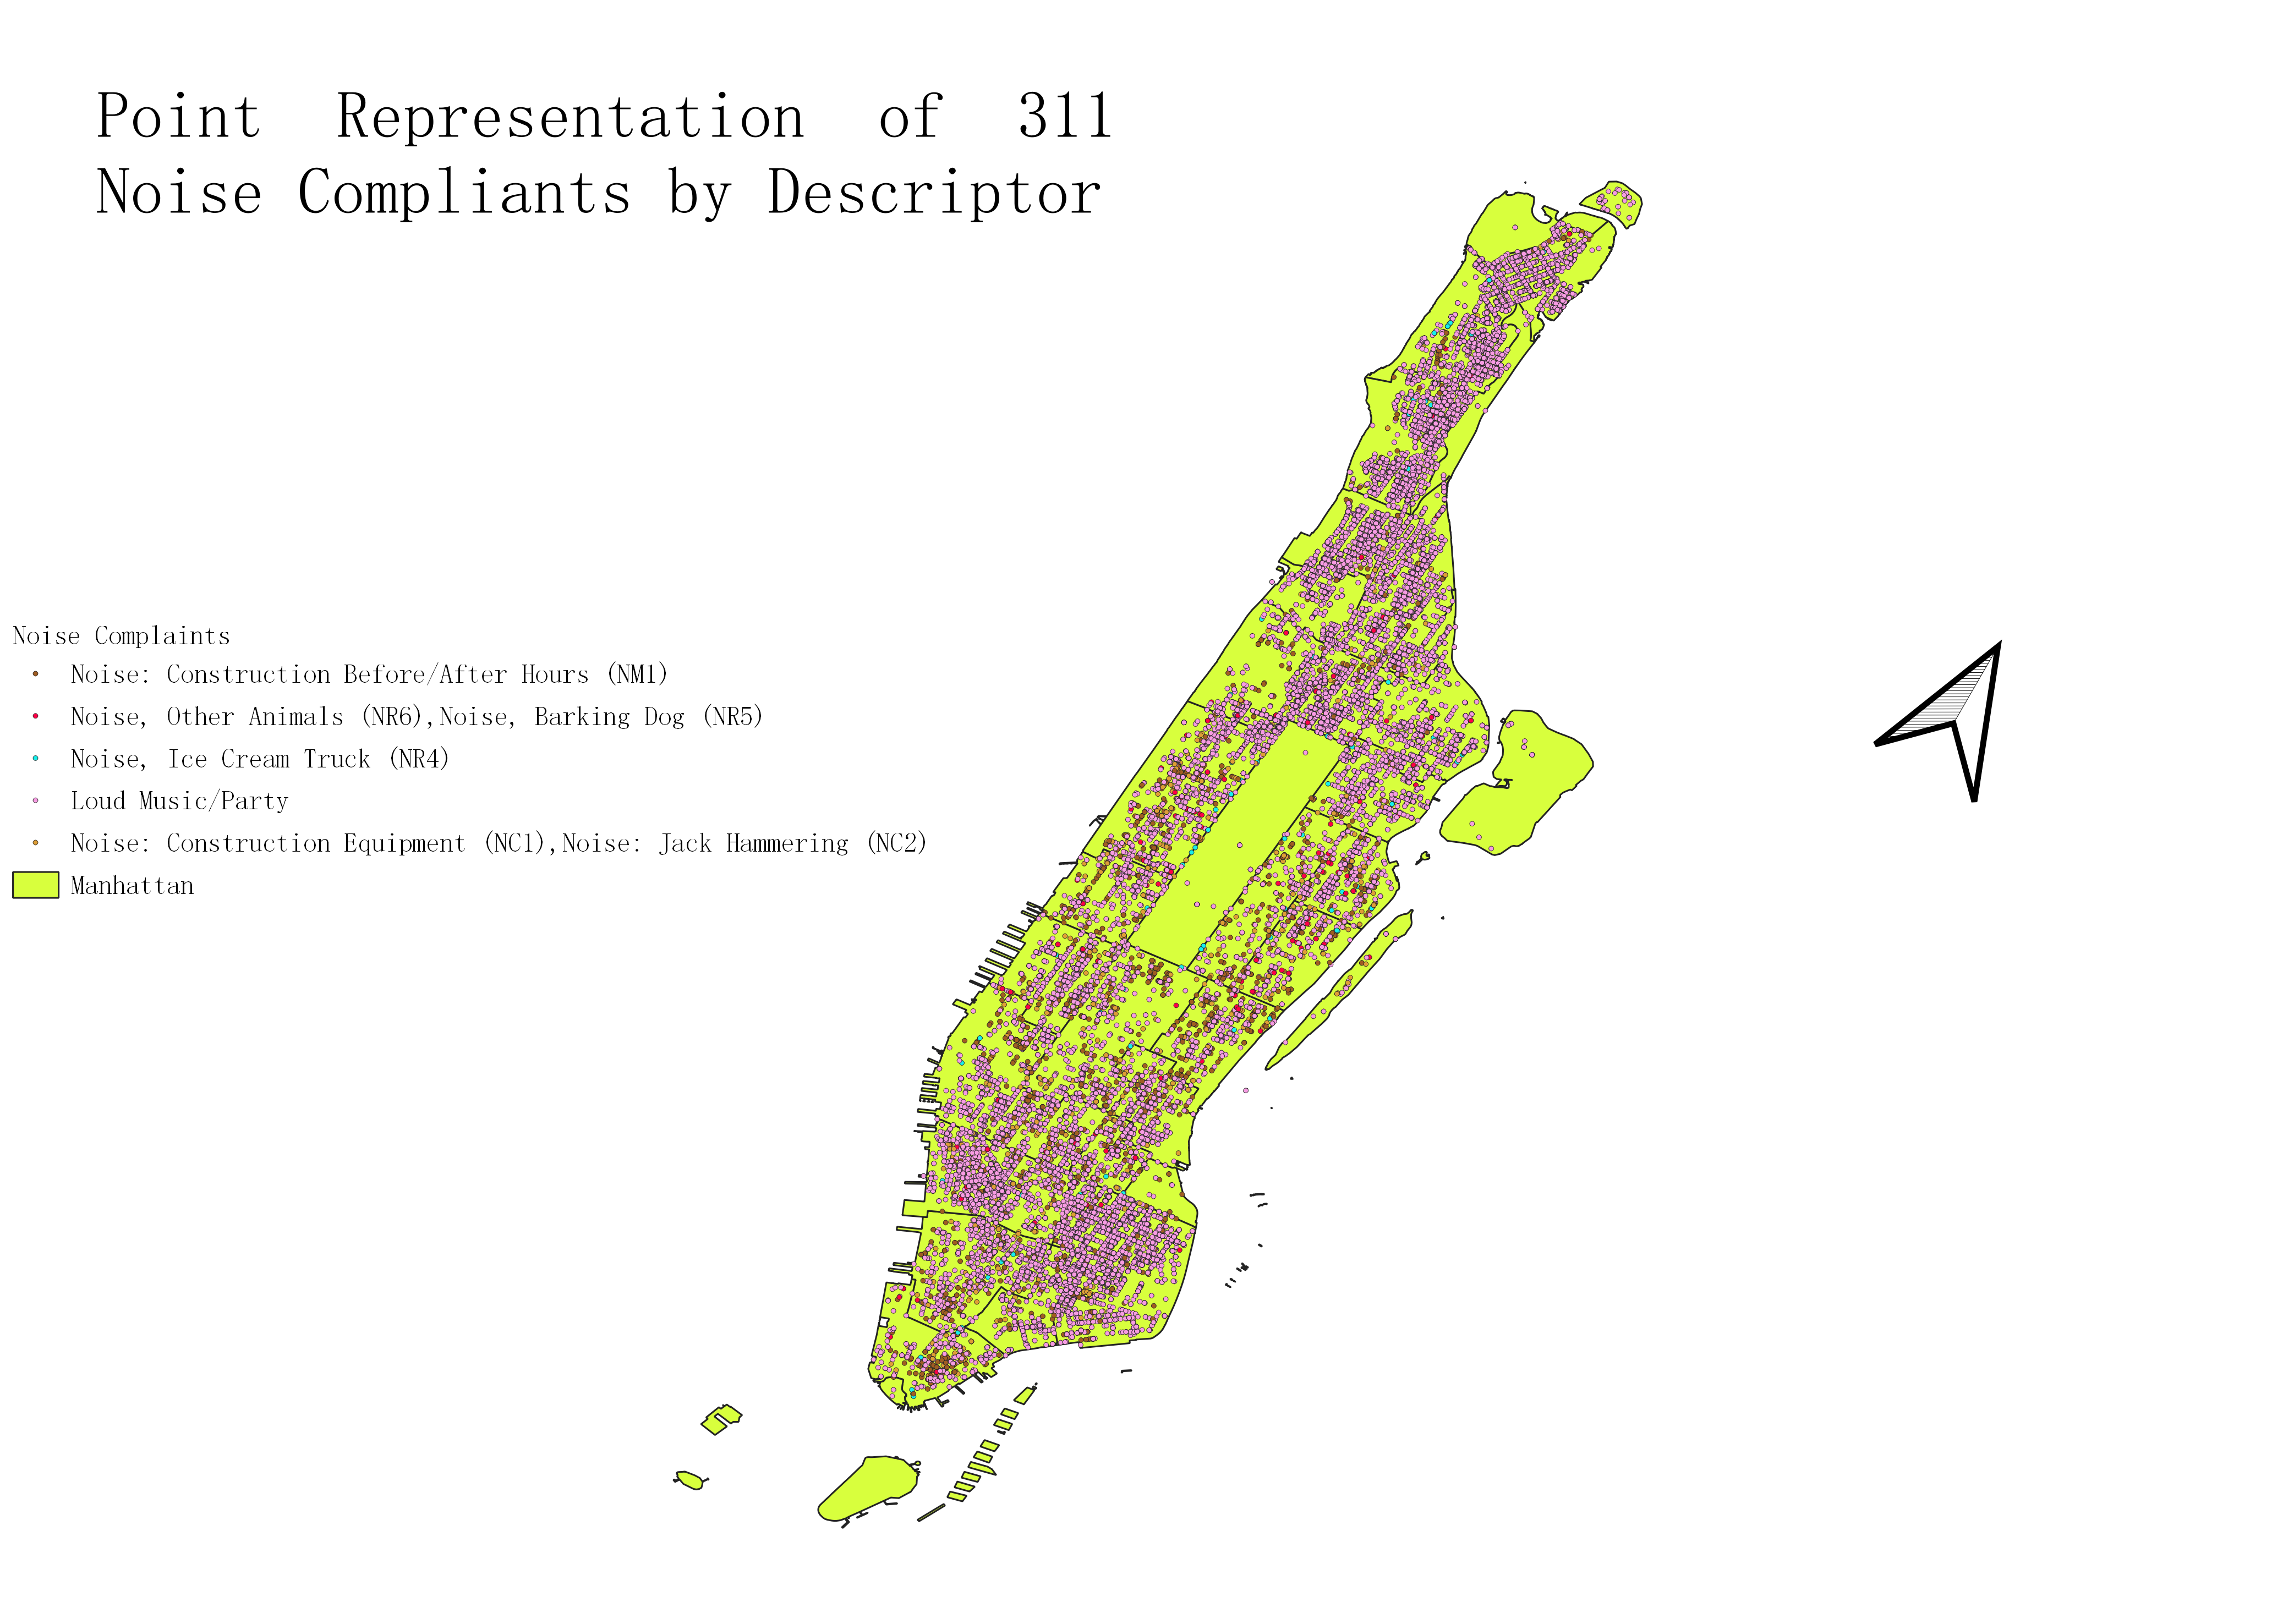 Point Representation of 311
Noise Compliants by Descriptor
Noise Complaints
Noise: Construction Before/After Hours (NM1)
Noise, Other Animals (NR6),Noise, Barking Dog (NR5)
Noise, Ice Cream Truck (NR4)
Loud Music/Party
Noise: Construction Equipment (NC1),Noise: Jack Hammering (NC2)
Manhattan